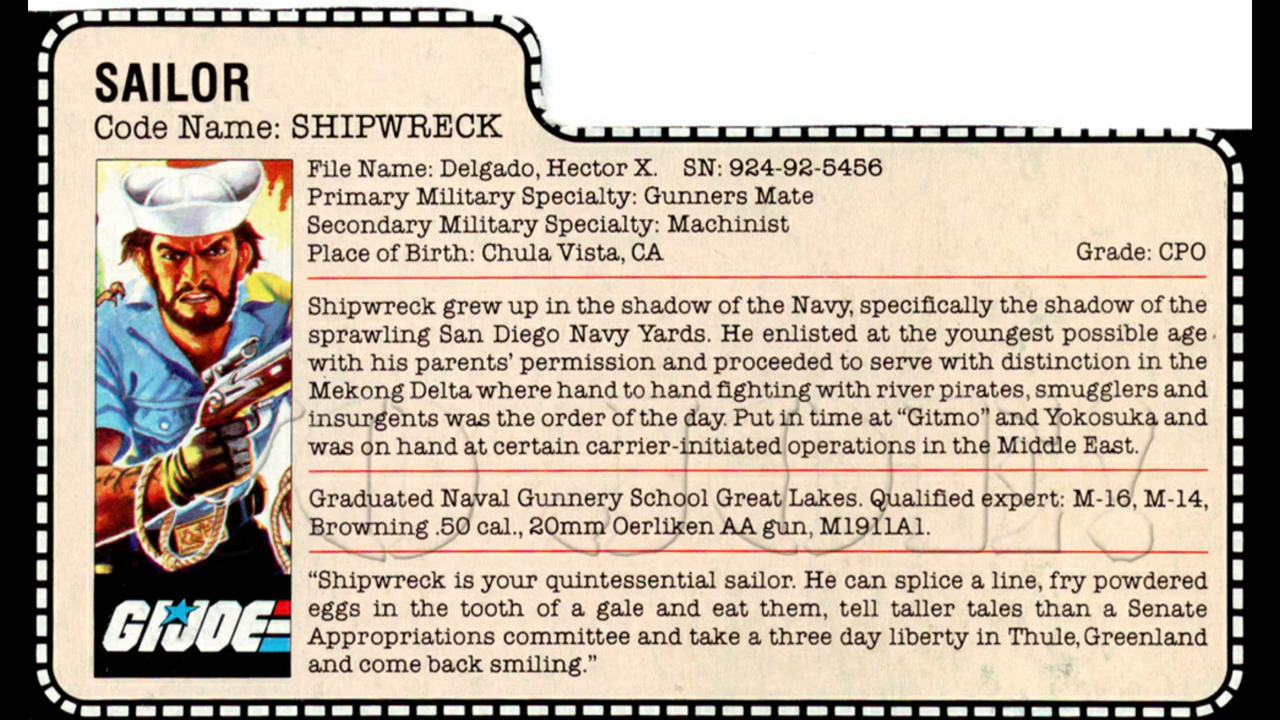 SAILOR
Code Name: SHIPWRECK
File Name: Delgado, Hector X. SN: 924-92-5456
Primary Military Specialty: Gunners Mate
Secondary Military Specialty: Machinist
Place of Birth: Chula Vista, CA Grade: CPO
Shipwreck grew up in the shadow of the Navy, specifically the shadow of the
sprawling San Diego Navy Yards. He enlisted at the youngest possible age
with his parents' permission and proceeded to serve with distinction in the
Mekong Delta where hand to hand fighting with river pirates, smugglers and
insurgents was the order of the day. Put in time at “Gitmo” and Yokosuka and
was on hand at certain carrier-initiated operations in the Middle East.
Graduated Naval Gunnery School Great Lakes. Qualified expert: M-16, M-14,
Browning .50 cal., 20mm Oerliken AA gun, M1911A1.
“Shipwreck is your quintessential sailor. He can splice a line, fry powdered
eggs in the tooth of a gale and eat them, tell taller tales than a Senate
Appropriations committee and take a three day liberty in Thule, Greenland
and come back smiling.”
GI JOE